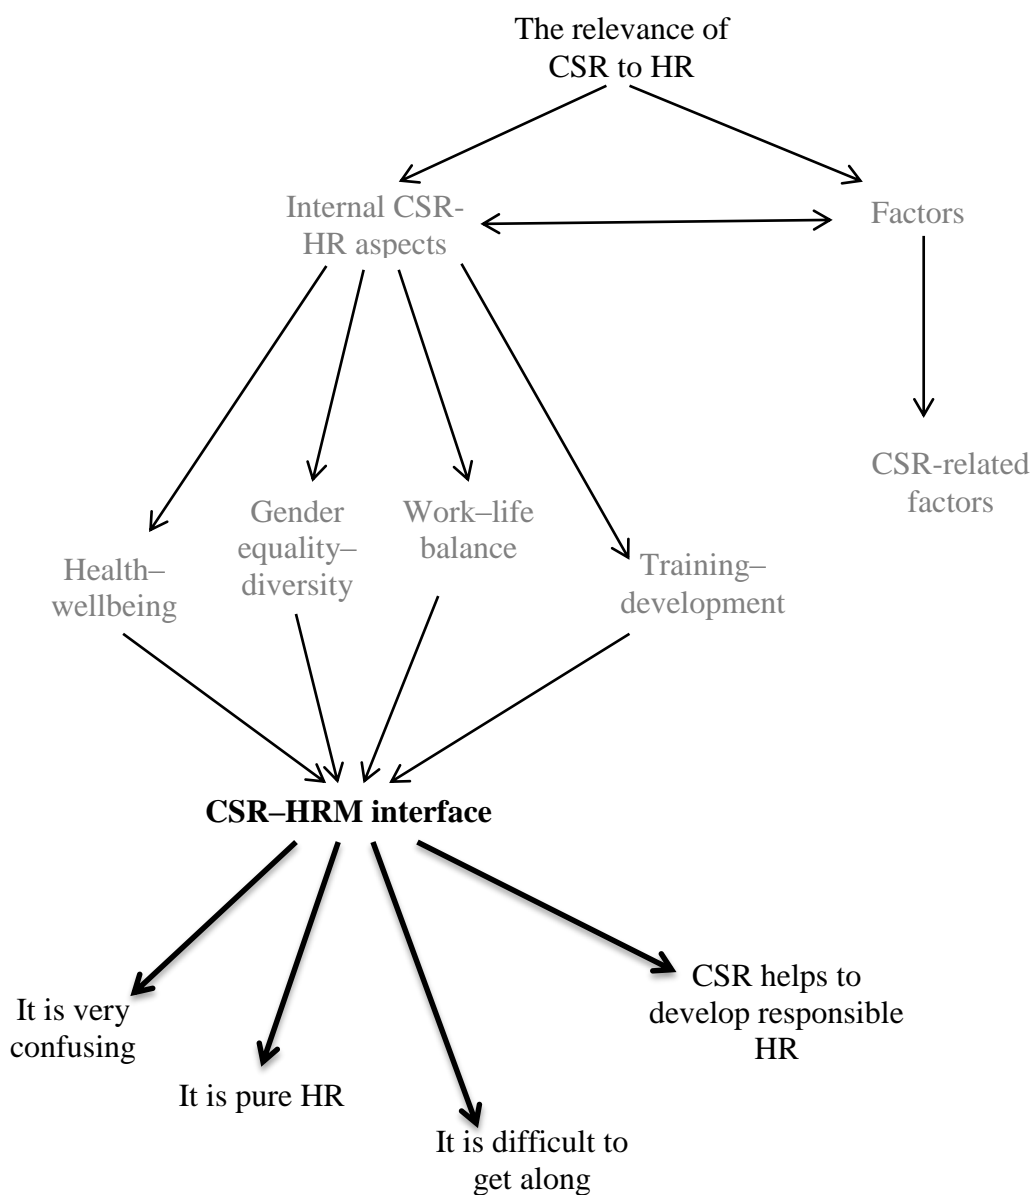 The relevance of
CSR to HR
Internal CSR-
HR aspects
Factors
CSR-related
factors
Gender
equality–
diversity
Work–life
balance
Health–
wellbeing
Training–
development
CSR–HRM interface
CSR helps to
develop responsible
HR
It is very
confusing
It is pure HR
It is difficult to
get along